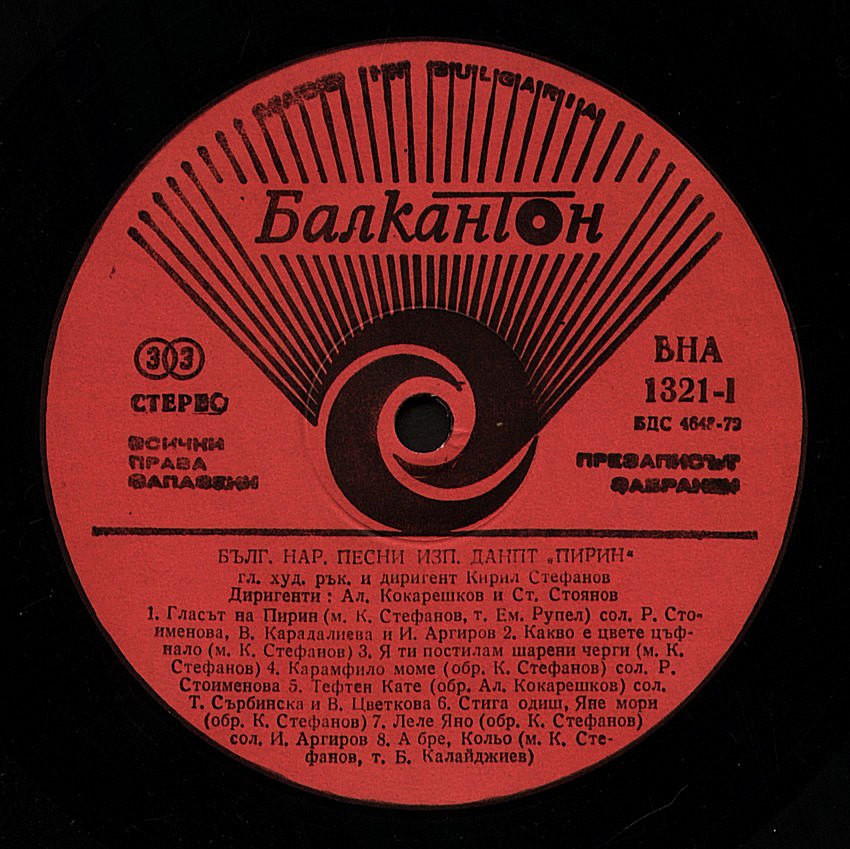 MADE IN BULGARIA
Балкантон
33
СТЕРЕО
ВСИЧКИ
ПРАВА
ЗАПАЗЕНИ
ВНА
1321-I
БДС 4648-73
ПРЕЗАПИСЪТ
ЗАБРАНЕН
БЪЛГ. НАР. ПЕСНИ ИЗП. ДАНПТ „ПИРИН“
гл. худ. рък. и диригент Кирил Стефанов
Диригенти : Ал. Кокарешков и Ст. Стоянов
1. Гласът на Пирин (м. К. Стефанов, т. Ем. Рупел) сол. Р. Сто-
именова, В. Карадалиева и И. Аргиров 2. Какво е цвете цъф-
нало (м. К. Стефанов) 3. Я ти постилам шарени черги (м. К.
Стефанов) 4. Карамфило моме (обр. К. Стефанов) сол. Р.
Стоименова 5. Тефтен Кате (обр. Ал. Кокарешков) сол.
Т. Сърбинска и В. Цветкова 6. Стига одиш, Яне мори
(обр. К. Стефанов) 7. Леле Яно (обр. К. Стефанов)
сол. И. Аргиров 8. А бре, Кольо (м. К. Сте-
фанов, т. Б. Калайджиев)